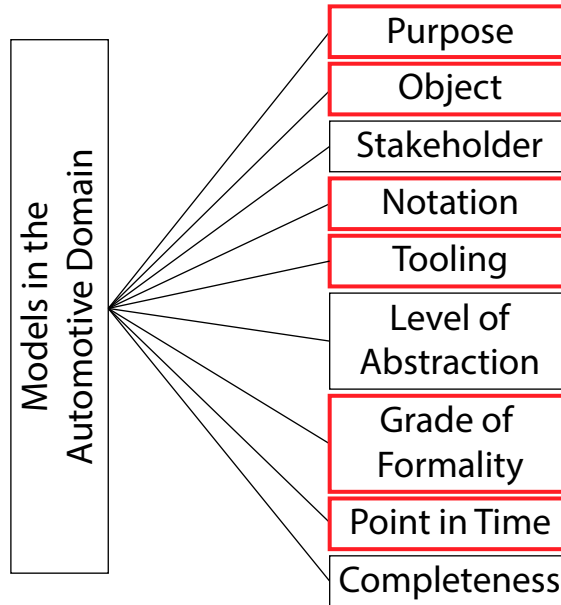 Models in the
Automotive Domain
Purpose
Object
Stakeholder
Notation
Tooling
Level of
Abstraction
Grade of
Formality
Point in Time
Completeness